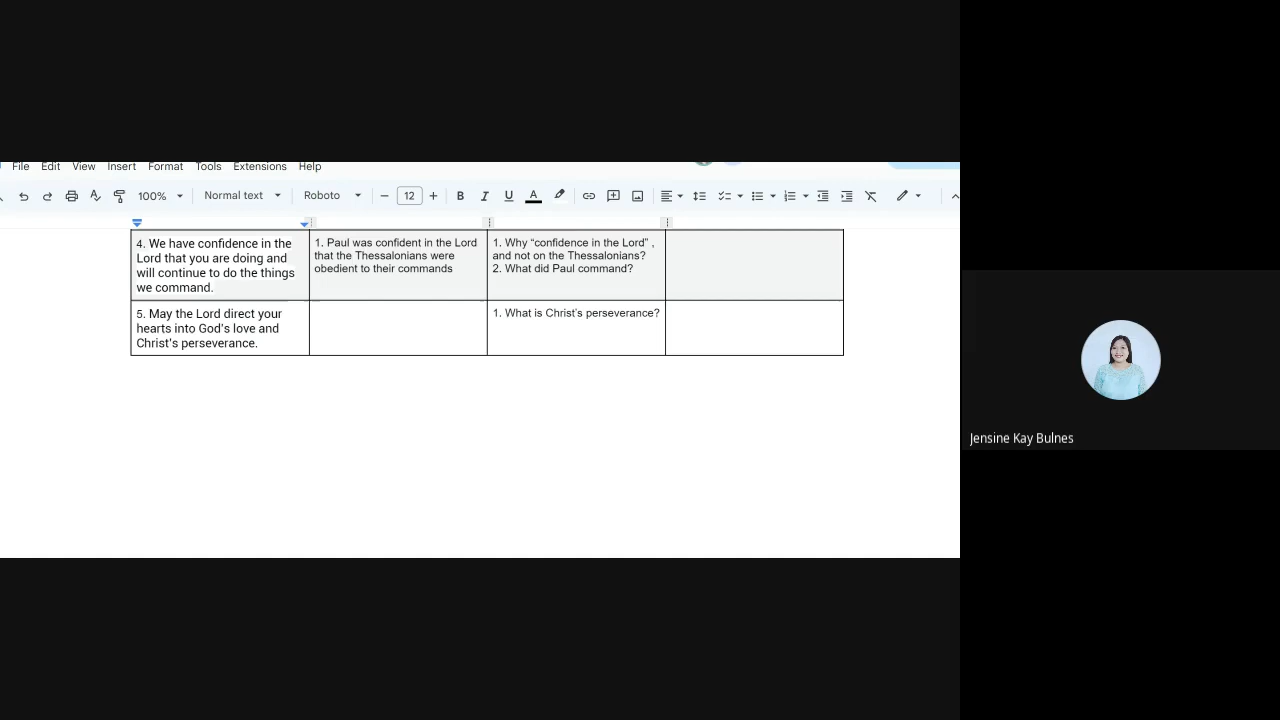 File Edit View Insert Format Tools Extensions Help
100% Normal text Roboto 12 B I U A
4. We have confidence in the
Lord that you are doing and
will continue to do the things
we command.
1. Paul was confident in the Lord
that the Thessalonians were
obedient to their commands
1. Why “confidence in the Lord” ,
and not on the Thessalonians?
2. What did Paul command?
5. May the Lord direct your
hearts into God’s love and
Christ’s perseverance.
1. What is Christ’s perseverance?
Jensine Kay Bulnes